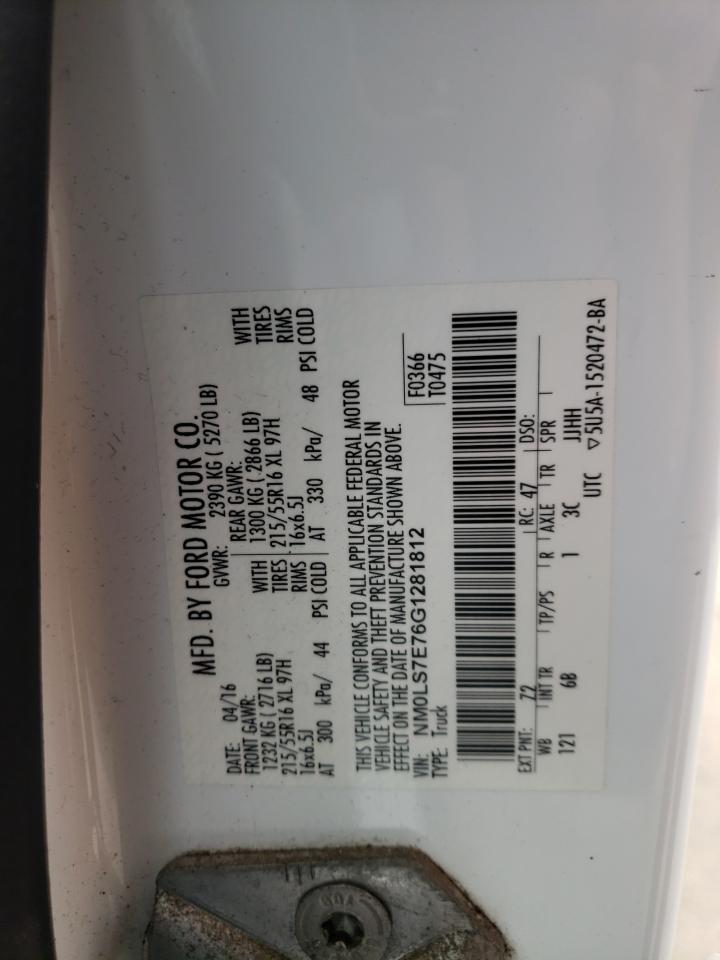 MFD. BY FORD MOTOR CO.
DATE: 04/16 GVWR: 2390 KG ( 5270 LB)
FRONT GAWR: REAR GAWR:
1232 KG ( 2716 LB) WITH 1300 KG ( 2866 LB) WITH
215/55R16 XL 97H TIRES 215/55R16 XL 97H TIRES
16x6.5J RIMS 16x6.5J RIMS
AT 300 kPa/ 44 PSI COLD AT 330 kPa/ 48 PSI COLD
THIS VEHICLE CONFORMS TO ALL APPLICABLE FEDERAL MOTOR
VEHICLE SAFETY AND THEFT PREVENTION STANDARDS IN
EFFECT ON THE DATE OF MANUFACTURE SHOWN ABOVE.
VIN: NM0LS7E76G1281812 F0366
TYPE: Truck T0475
EXT PNT: Z2 RC: 47 DSO:
WB INT TR TP/PS R AXLE TR SPR
121 6B 1 3C JJHH
UTC ▽5U5A-1520472-BA